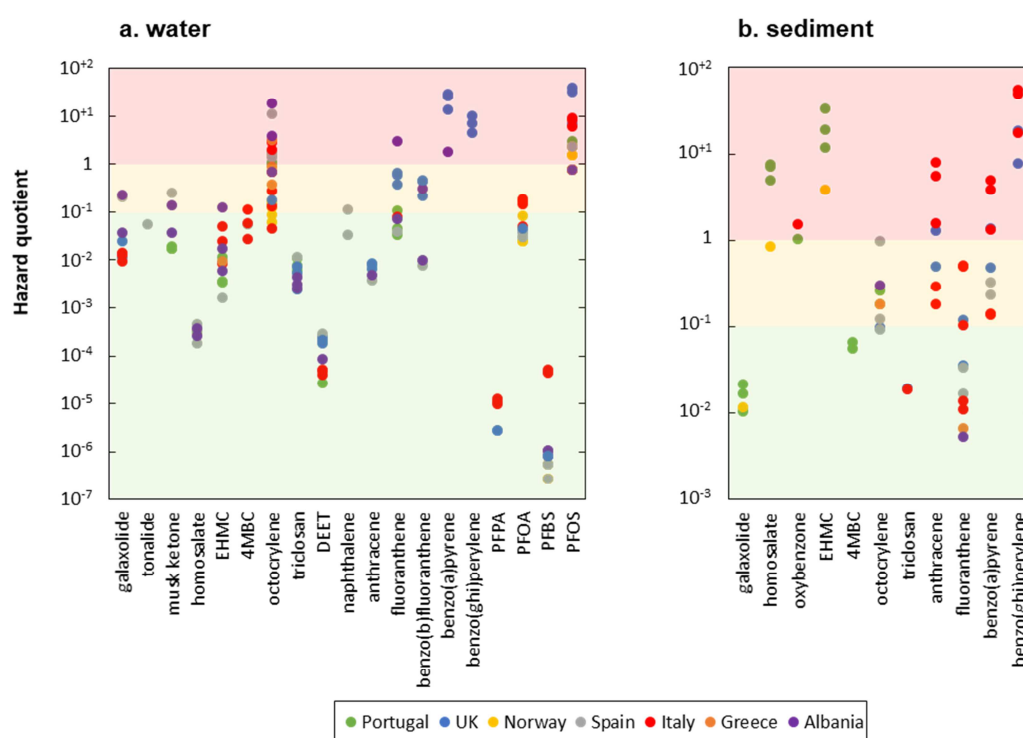 a. water
b. sediment
Hazard quotient
10+2
10+1
1
10-1
10-2
10-3
10-4
10-5
10-6
10-7
10+2
10+1
1
10-1
10-2
10-3
galaxolide
tonalide
musk ketone
homosalate
EHMC
4MBC
octocrylene
triclosan
DEET
naphthalene
anthracene
fluoranthene
benzo(b)fluoranthene
benzo(a)pyrene
benzo(ghi)perylene
PFPA
PFOA
PFBS
PFOS
galaxolide
homosalate
oxybenzone
EHMC
4MBC
octocrylene
triclosan
anthracene
fluoranthene
benzo(a)pyrene
benzo(ghi)perylene
Portugal UK Norway Spain Italy Greece Albania